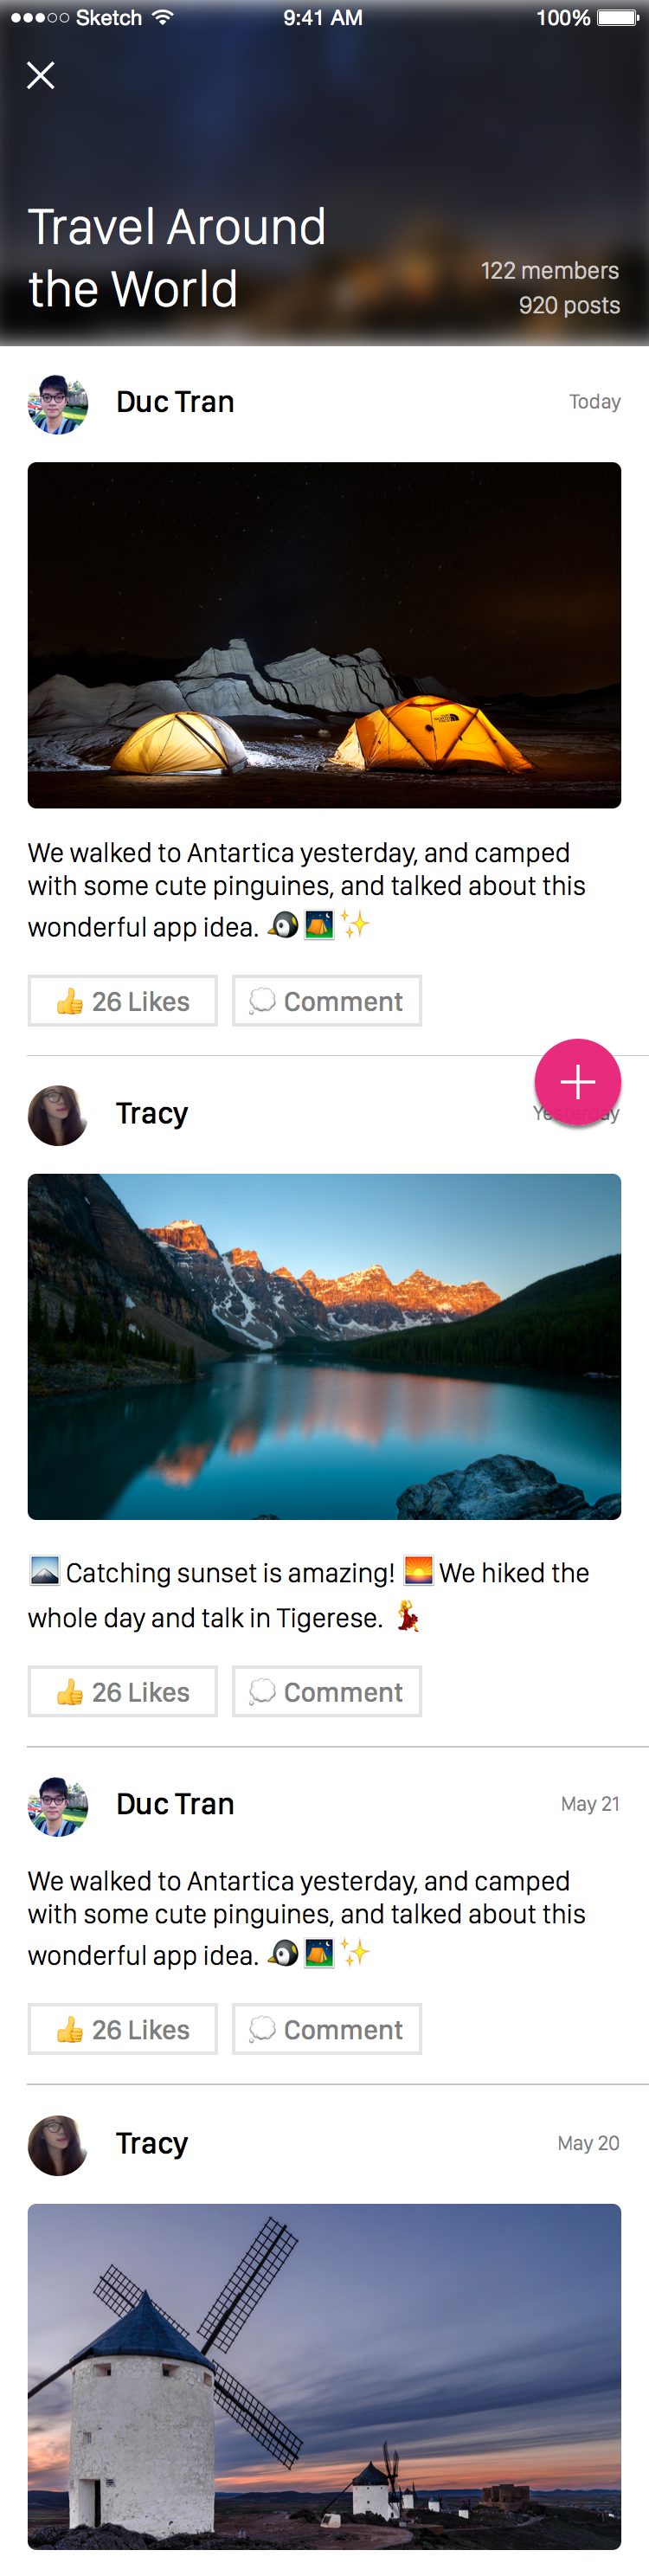 Sketch 9:41 AM 100%
Travel Around
the World
122 members
920 posts
Duc Tran Today
We walked to Antartica yesterday, and camped
with some cute pinguines, and talked about this
wonderful app idea. 🐧🏕✨
👍 26 Likes 💭 Comment
Tracy Yesterday
🗻 Catching sunset is amazing! 🌅 We hiked the
whole day and talk in Tigerese. 💃
👍 26 Likes 💭 Comment
Duc Tran May 21
We walked to Antartica yesterday, and camped
with some cute pinguines, and talked about this
wonderful app idea. 🐧🏕✨
👍 26 Likes 💭 Comment
Tracy May 20